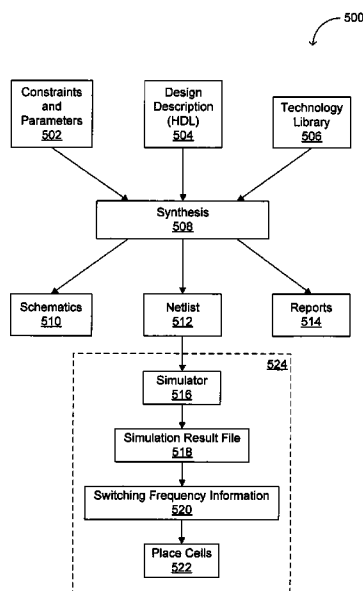 500
Constraints
and
Parameters
502
Design
Description
(HDL)
504
Technology
Library
506
Synthesis
508
Schematics
510
Netlist
512
Reports
514
524
Simulator
516
Simulation Result File
518
Switching Frequency Information
520
Place Cells
522